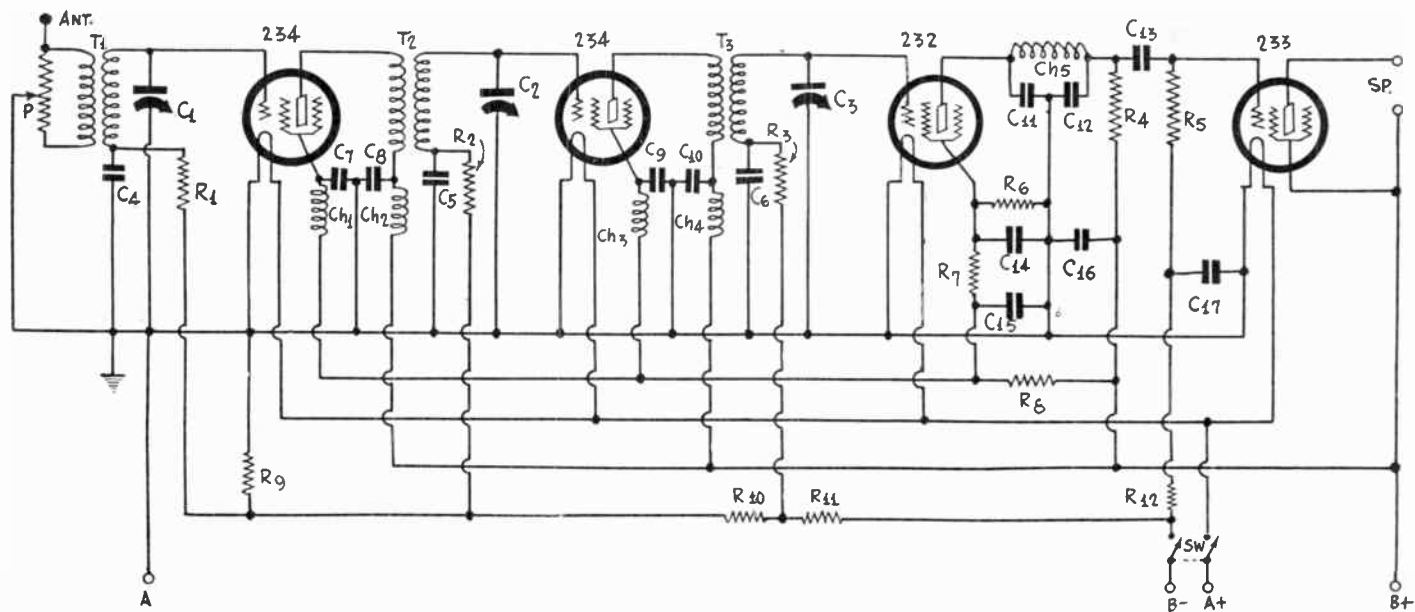 ANT.
T1
234
T2
234
T3
232
C13
233
Ch5
SP.
P
C1
C2
C3
C11
C12
R4
R5
C4
R1
C7
C8
R2
C9
C10
R3
C5
C6
Ch1
Ch2
Ch3
Ch4
R6
C14
C16
R7
C15
C17
R8
R9
R10
R11
R12
SW
A
B-
A+
B+